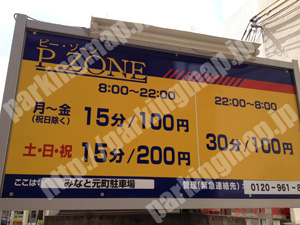 ピー・ゾーン
P-ZONE
8:00～22:00
22:00～8:00
月～金
(祝日除く)
15分/100円
30分/100円
土・日・祝
15分/200円
ここは
みなと元町駐車場
管理(緊急連絡先)
0120-961-8
parkingmap.jp